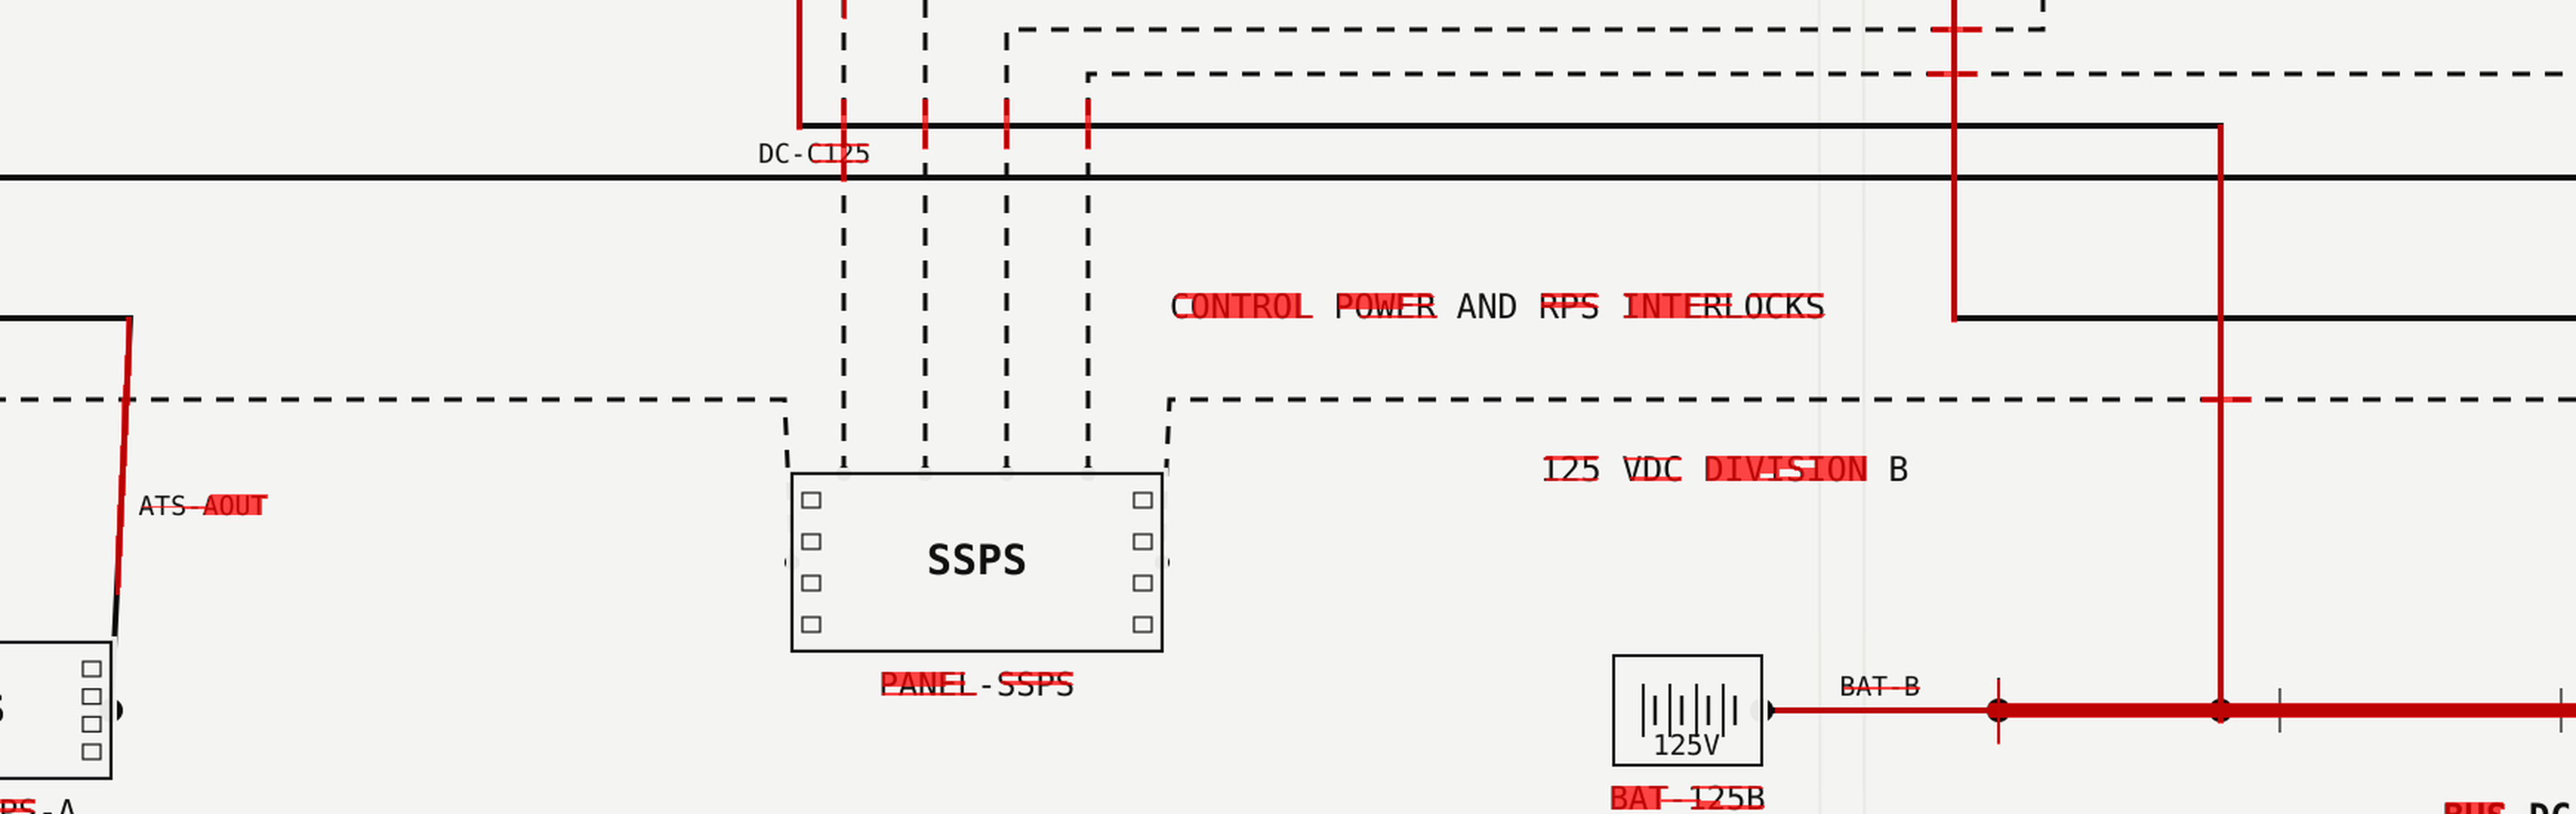 DC-C125
CONTROL POWER AND RPS INTERLOCKS
125 VDC DIVISION B
ATS-AOUT
SSPS
PANEL-SSPS
BAT-B
125V
BAT-125B